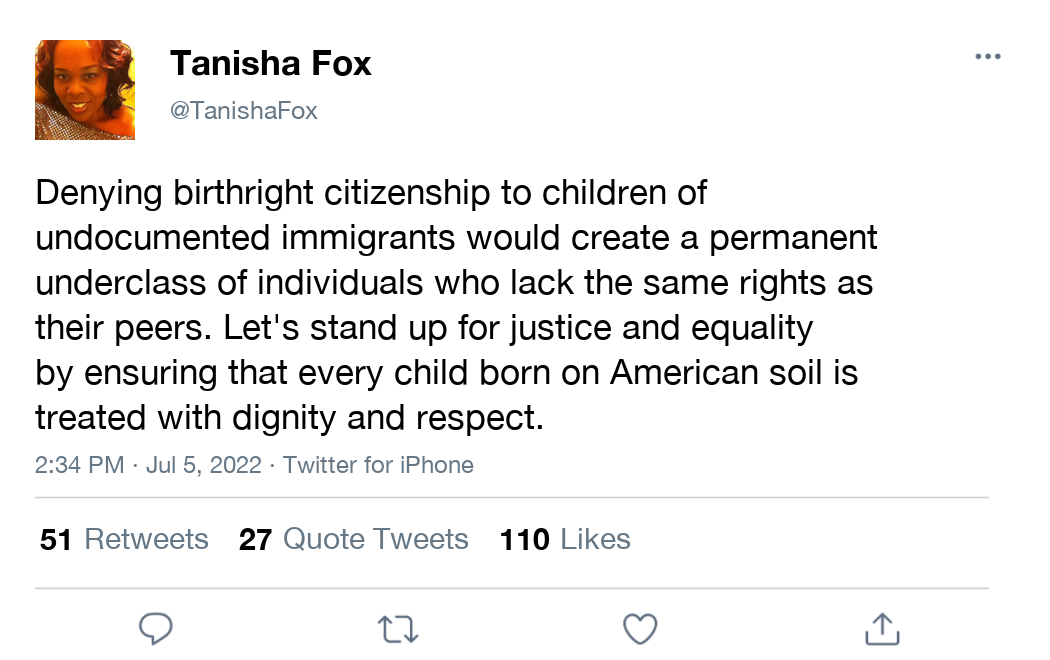 Tanisha Fox
@TanishaFox
Denying birthright citizenship to children of
undocumented immigrants would create a permanent
underclass of individuals who lack the same rights as
their peers. Let's stand up for justice and equality
by ensuring that every child born on American soil is
treated with dignity and respect.
2:34 PM · Jul 5, 2022 · Twitter for iPhone
51 Retweets 27 Quote Tweets 110 Likes